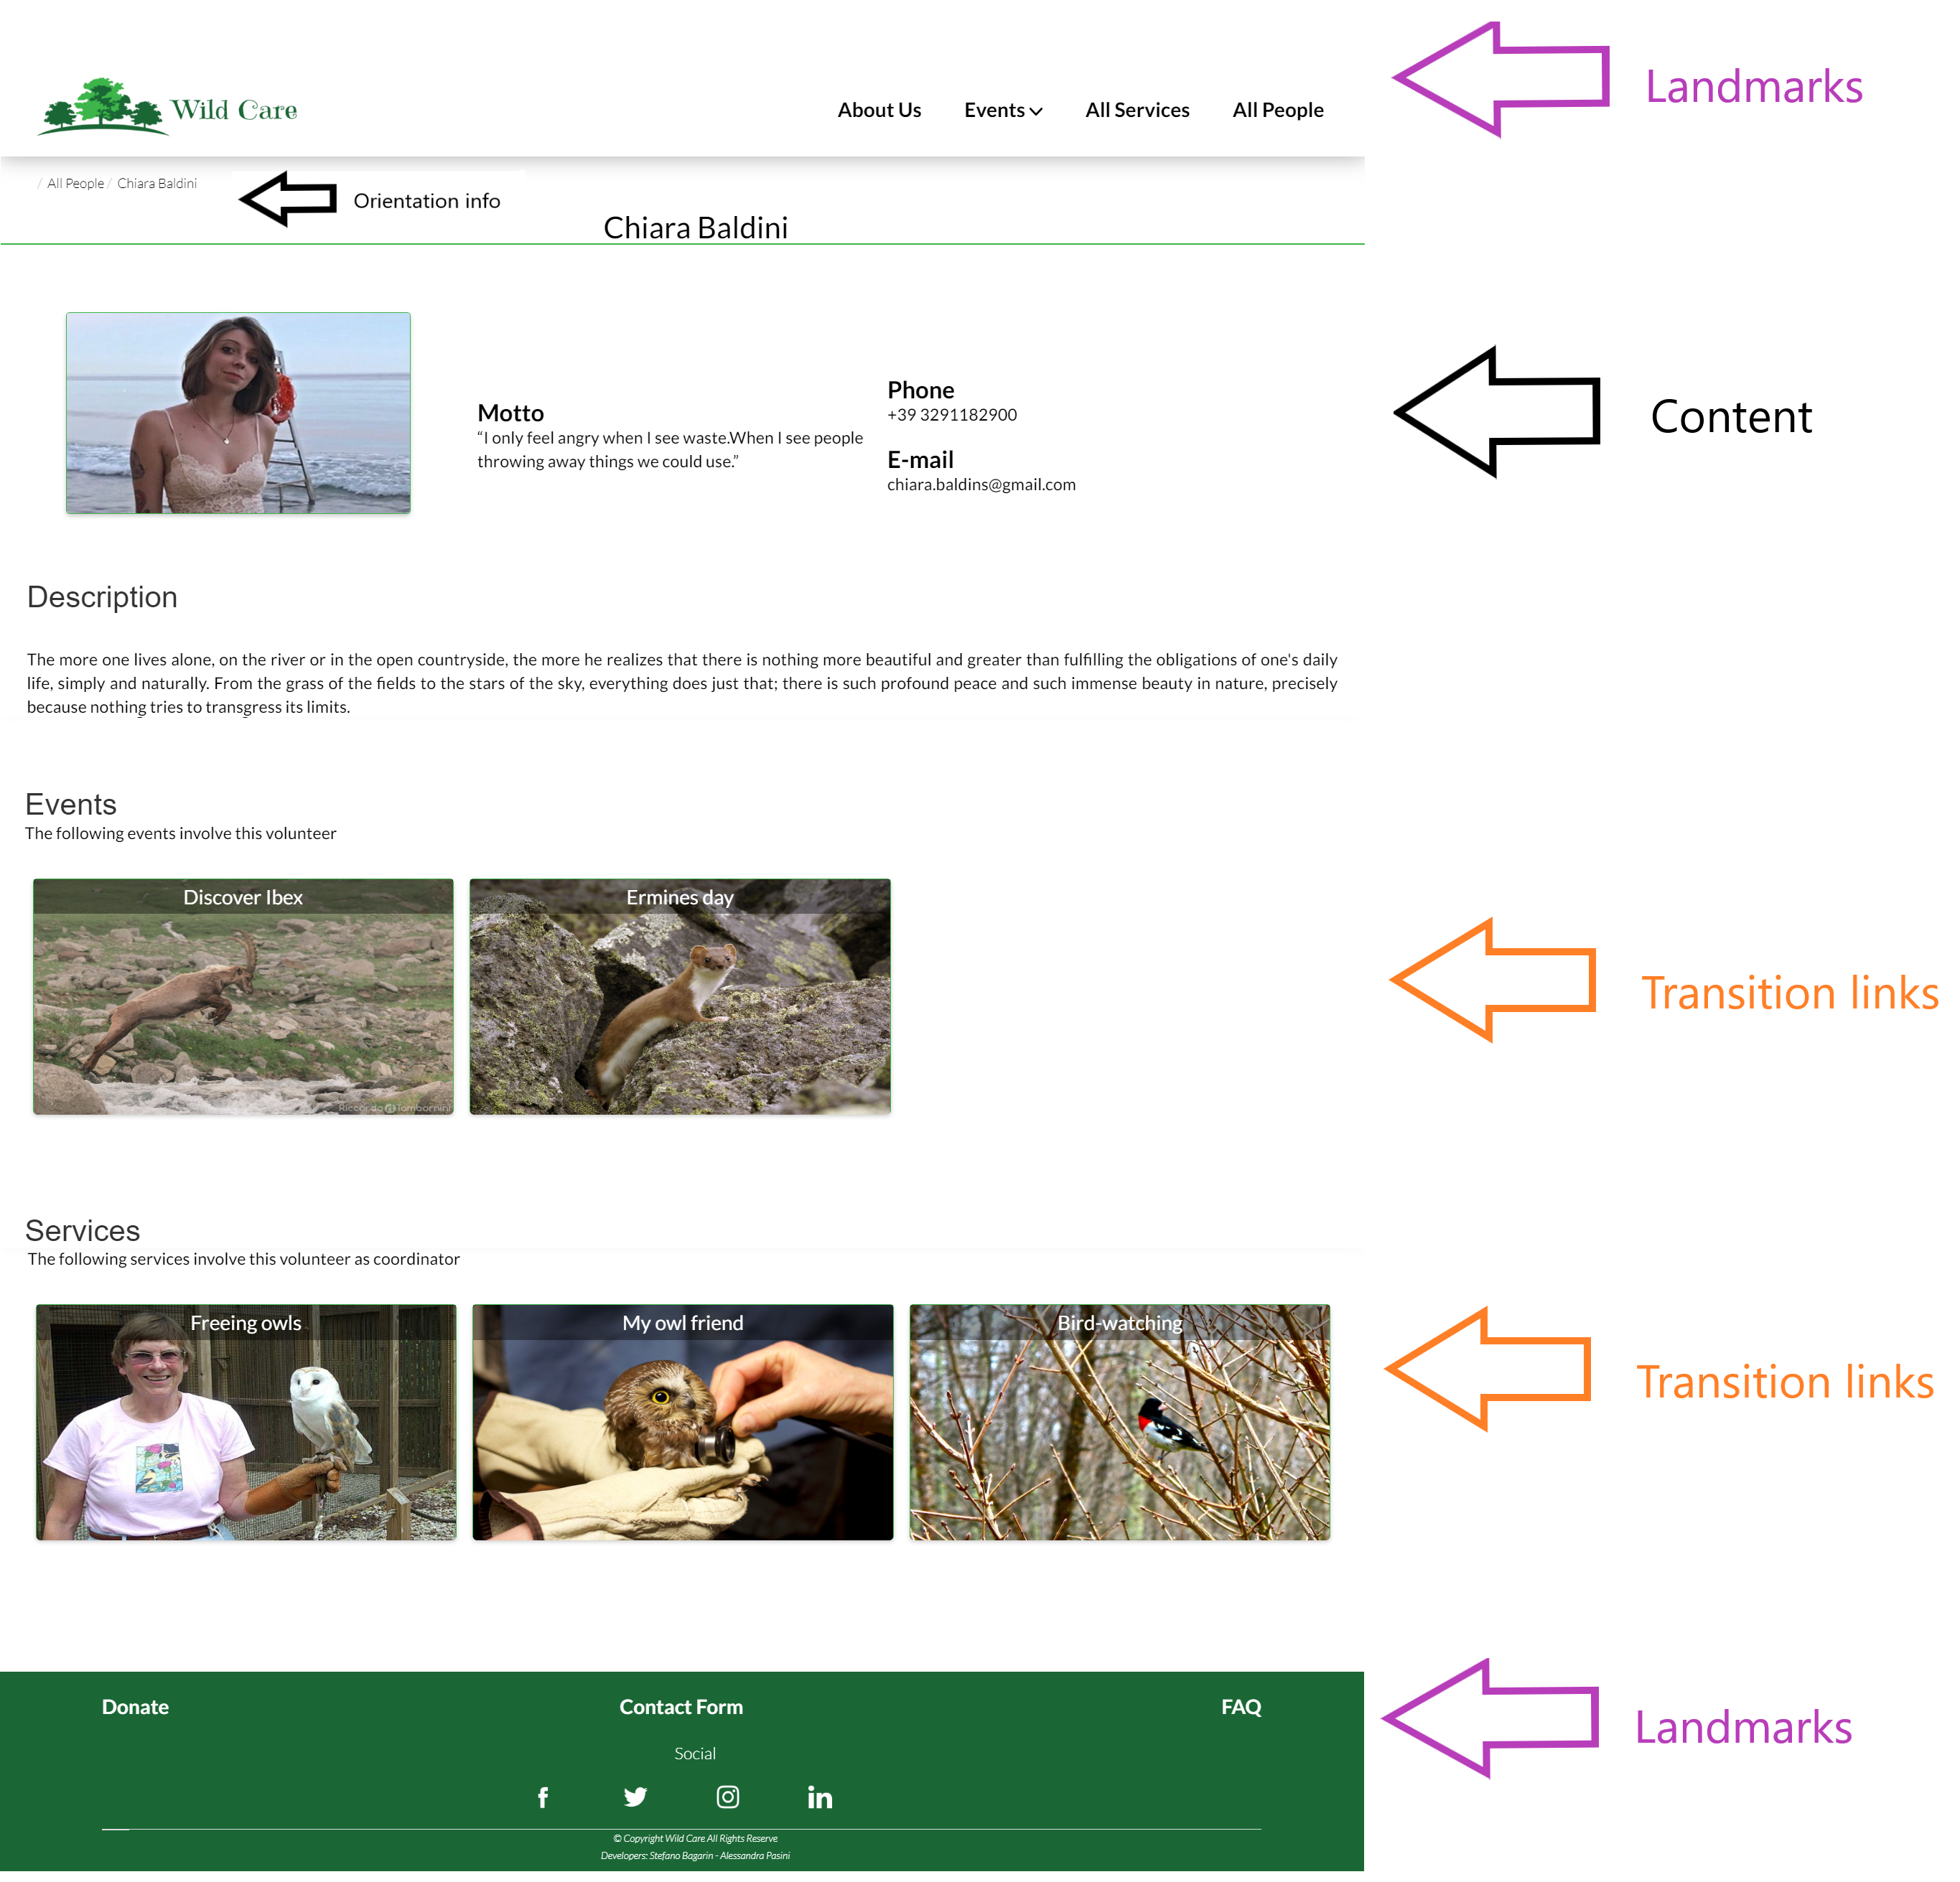 Wild Care
About Us
Events
All Services
All People
Landmarks
/ All People / Chiara Baldini
Orientation info
Chiara Baldini
Motto
“I only feel angry when I see waste.When I see people
throwing away things we could use.”
Phone
+39 3291182900
E-mail
chiara.baldins@gmail.com
Content
Description
The more one lives alone, on the river or in the open countryside, the more he realizes that there is nothing more beautiful and greater than fulfilling the obligations of one's daily
life, simply and naturally. From the grass of the fields to the stars of the sky, everything does just that; there is such profound peace and such immense beauty in nature, precisely
because nothing tries to transgress its limits.
Events
The following events involve this volunteer
Discover Ibex
Ermines day
Riccardo Tambornini
Transition links
Services
The following services involve this volunteer as coordinator
Freeing owls
My owl friend
Bird-watching
Transition links
Donate
Contact Form
FAQ
Landmarks
Social
© Copyright Wild Care All Rights Reserve
Developers: Stefano Bagarin - Alessandra Pasini